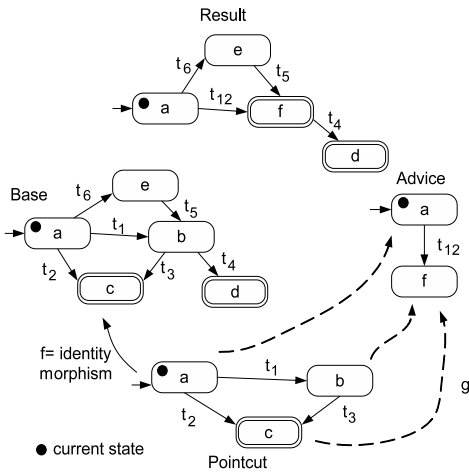 Result
e
t6
t5
a
t12
f
t4
d
Base
Advice
t6
e
a
t5
a
t1
b
t12
t2
t3
t4
f
c
d
f= identity
morphism
a
t1
b
t2
t3
g
c
current state
Pointcut